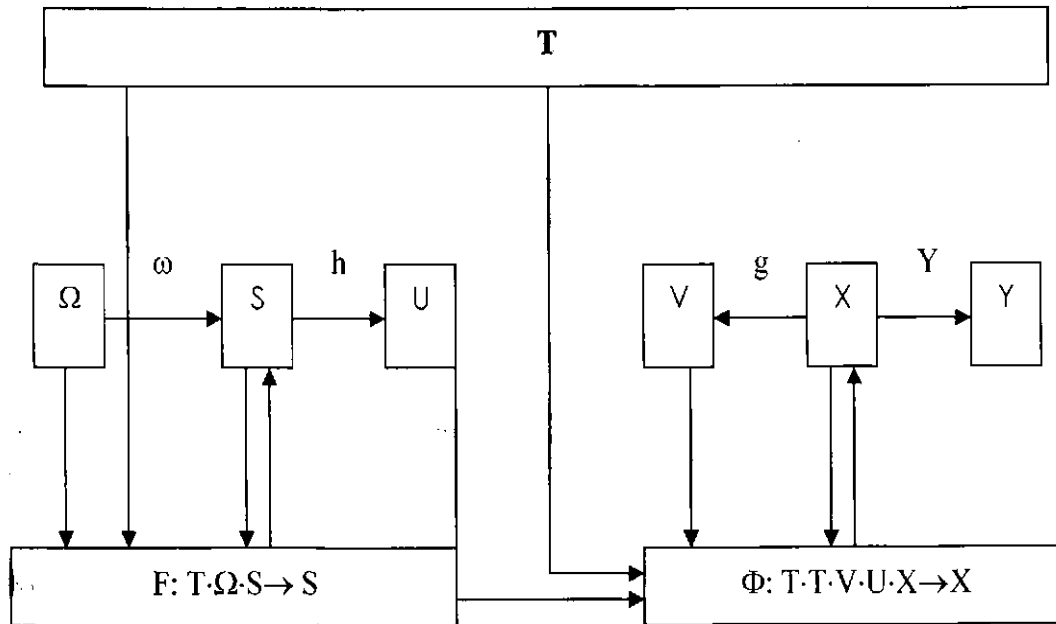 T
ω h g Y
Ω S U V X Y
F: T·Ω·S→ S Φ: T·T·V·U·X→X